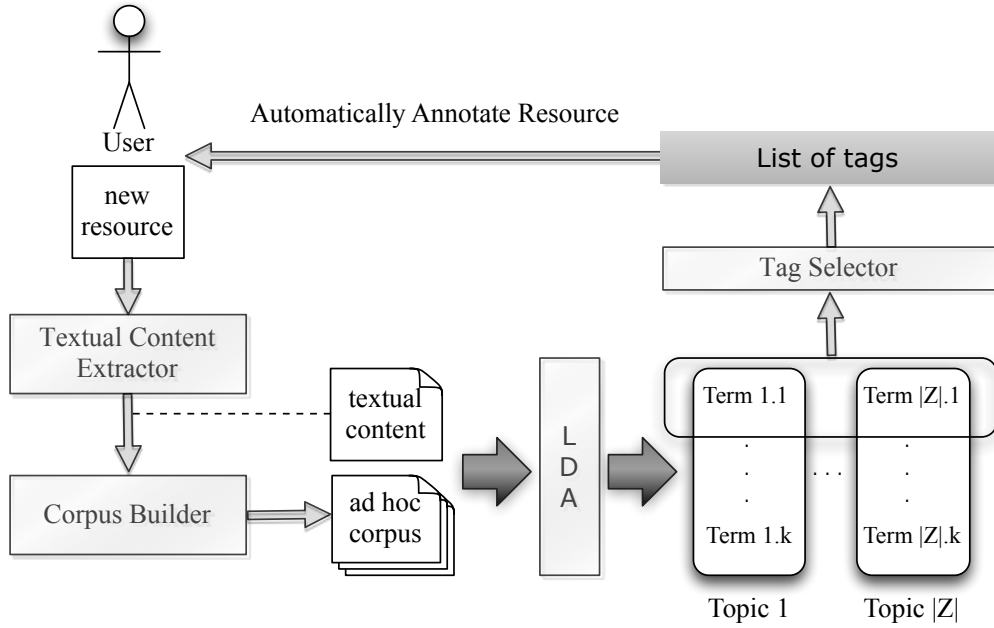 User
Automatically Annotate Resource
List of tags
new
resource
Tag Selector
Textual Content
Extractor
textual
content
L
D
A
Term 1.1
Term |Z|.1
. . .
Corpus Builder
ad hoc
corpus
Term 1.k
Term |Z|.k
Topic 1
Topic |Z|